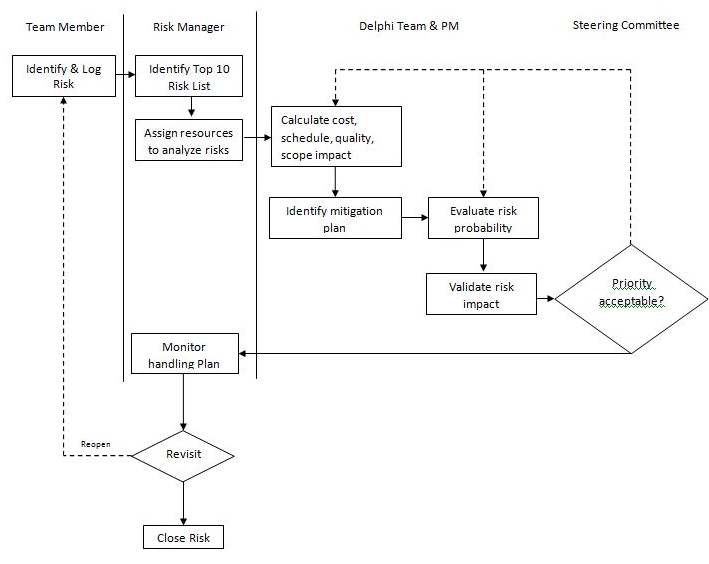 Team Member
Risk Manager
Delphi Team & PM
Steering Committee
Identify & Log
Risk
Identify Top 10
Risk List
Assign resources
to analyze risks
Calculate cost,
schedule, quality,
scope impact
Identify mitigation
plan
Evaluate risk
probability
Validate risk
impact
Priority
acceptable?
Monitor
handling Plan
Reopen
Revisit
Close Risk